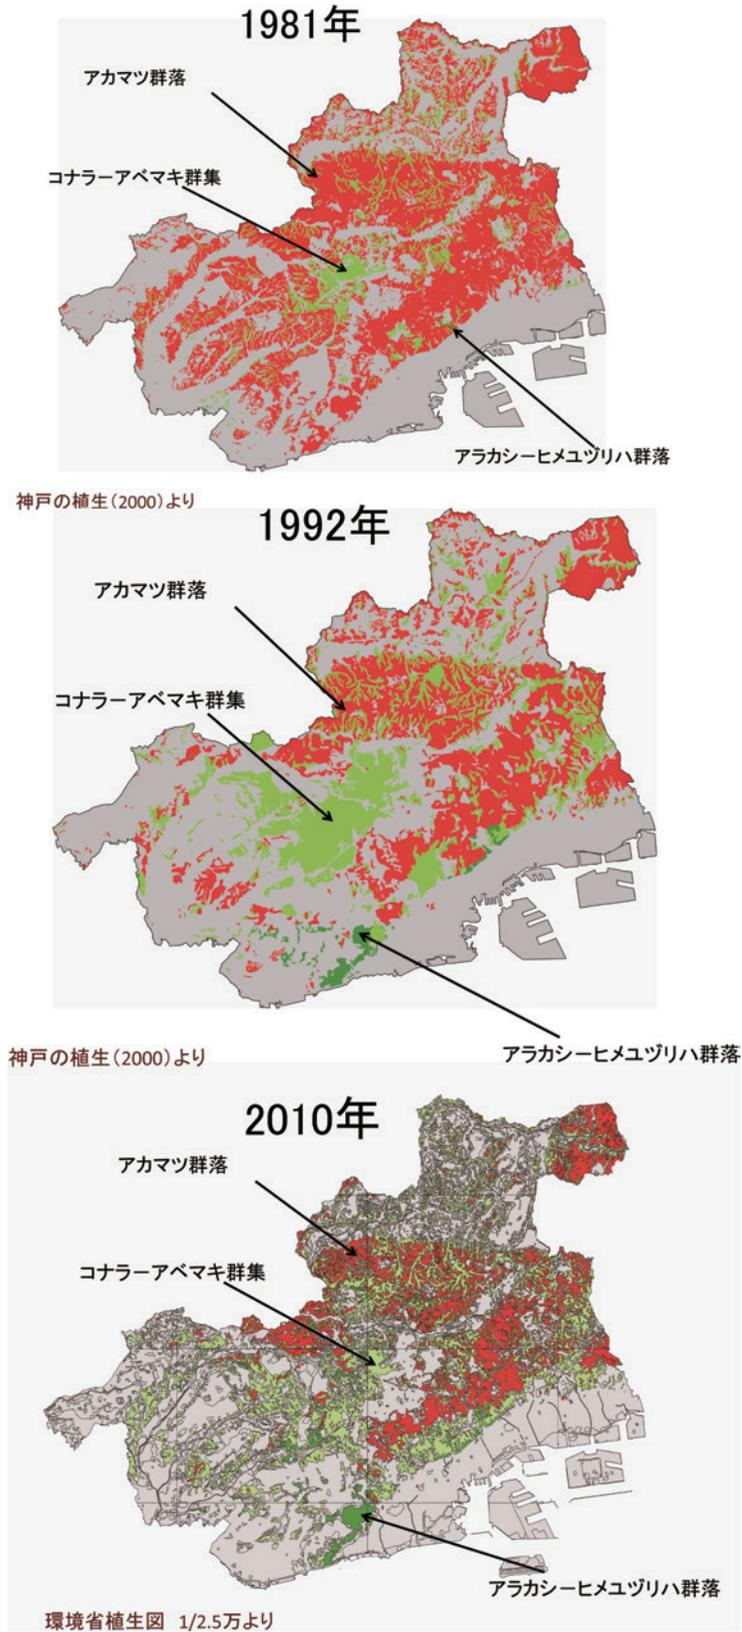 1981年
アカマツ群落
コナラーアベマキ群集
アラカシーヒメユヅリハ群落
神戸の植生(2000)より
1992年
アカマツ群落
コナラーアベマキ群集
アラカシーヒメユヅリハ群落
神戸の植生(2000)より
2010年
アカマツ群落
コナラーアベマキ群集
アラカシーヒメユヅリハ群落
環境省植生図 1/2.5万より